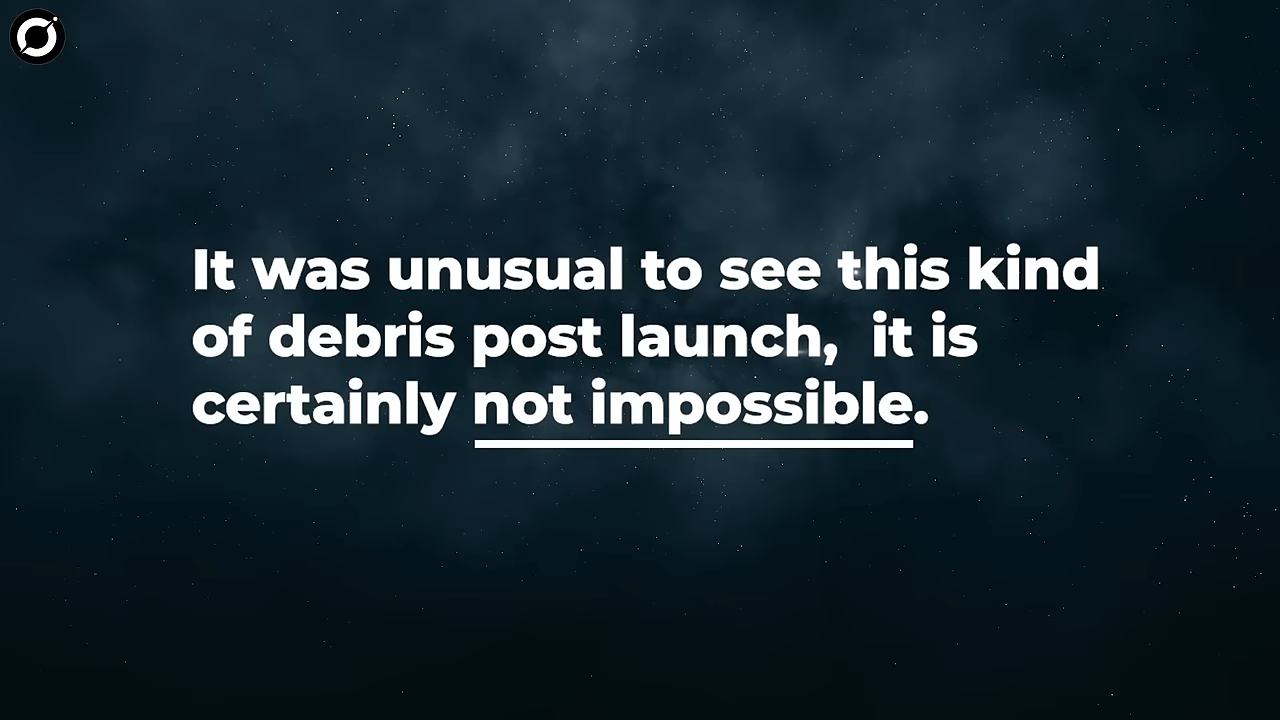 It was unusual to see this kind
of debris post launch,  it is
certainly not impossible.